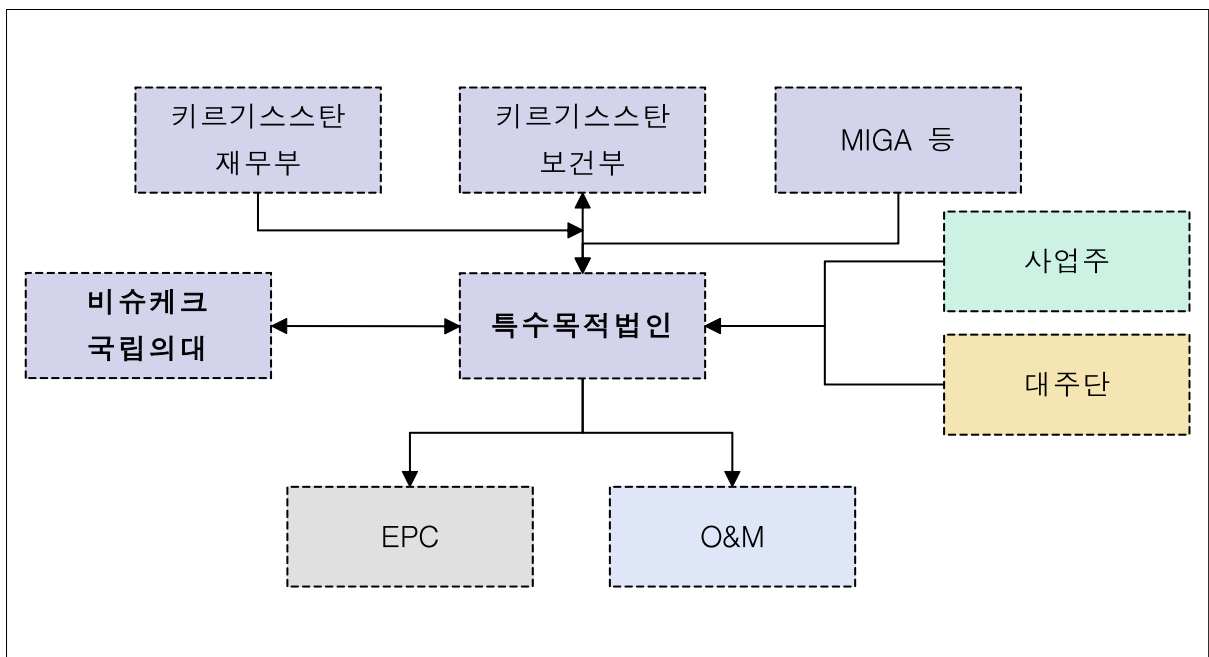 키르기스스탄
재무부
키르기스스탄
보건부
MIGA 등
사업주
비슈케크
국립의대
특수목적법인
대주단
EPC
O&M